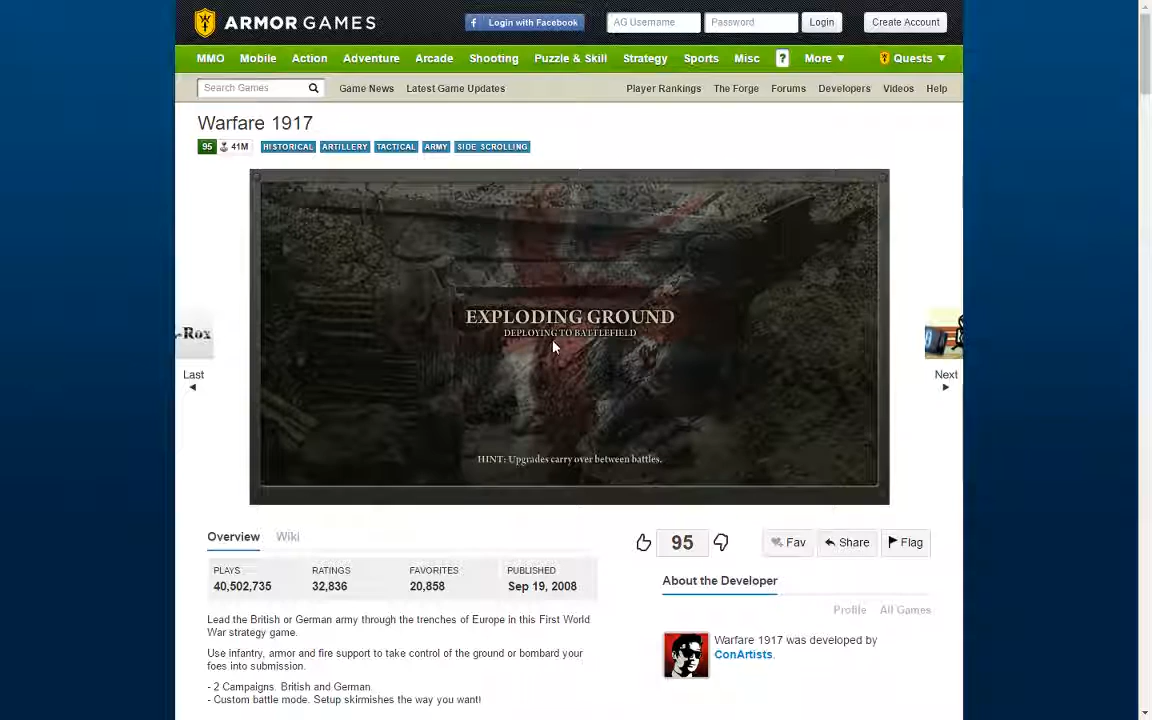 ARMOR GAMES
f Login with Facebook
AG Username
Password
Login
Create Account
MMO Mobile Action Adventure Arcade Shooting Puzzle & Skill Strategy Sports Misc ? More Quests
Search Games
Game News Latest Game Updates
Player Rankings The Forge Forums Developers Videos Help
Warfare 1917
95 41M HISTORICAL ARTILLERY TACTICAL ARMY SIDE SCROLLING
EXPLODING GROUND
DEPLOYING TO BATTLEFIELD
-Rox
Last
Next
HINT: Upgrades carry over between battles.
Overview Wiki
95
Fav Share Flag
PLAYS RATINGS FAVORITES PUBLISHED
40,502,735 32,836 20,858 Sep 19, 2008
About the Developer
Profile All Games
Lead the British or German army through the trenches of Europe in this First World
War strategy game.
Use infantry, armor and fire support to take control of the ground or bombard your
foes into submission.
- 2 Campaigns. British and German.
- Custom battle mode. Setup skirmishes the way you want!
Warfare 1917 was developed by
ConArtists.